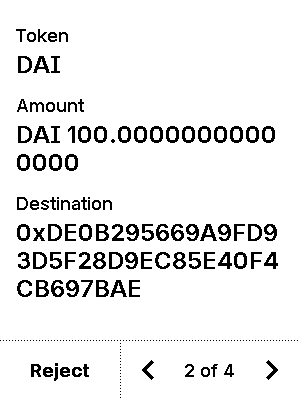 Token
DAI
Amount
DAI 100.0000000000
0000
Destination
0xDE0B295669A9FD9
3D5F28D9EC85E40F4
CB697BAE
Reject
2 of 4